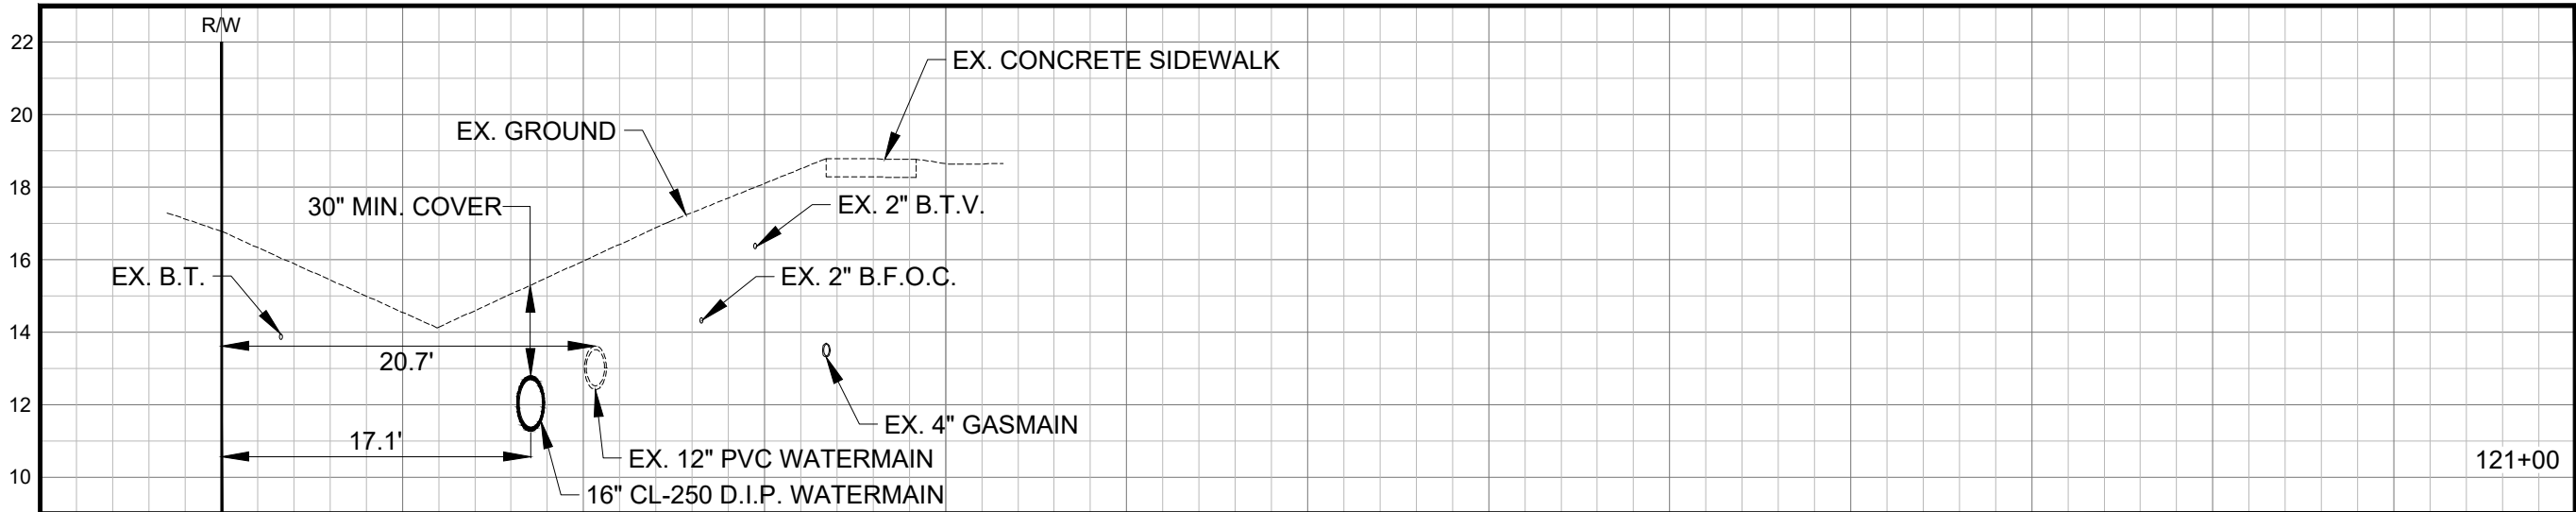 R/W
22
EX. CONCRETE SIDEWALK
20
EX. GROUND
18
30" MIN. COVER
EX. 2" B.T.V.
16
EX. B.T.
EX. 2" B.F.O.C.
14
20.7'
12
EX. 4" GASMAIN
17.1'
EX. 12" PVC WATERMAIN
121+00
10
16" CL-250 D.I.P. WATERMAIN